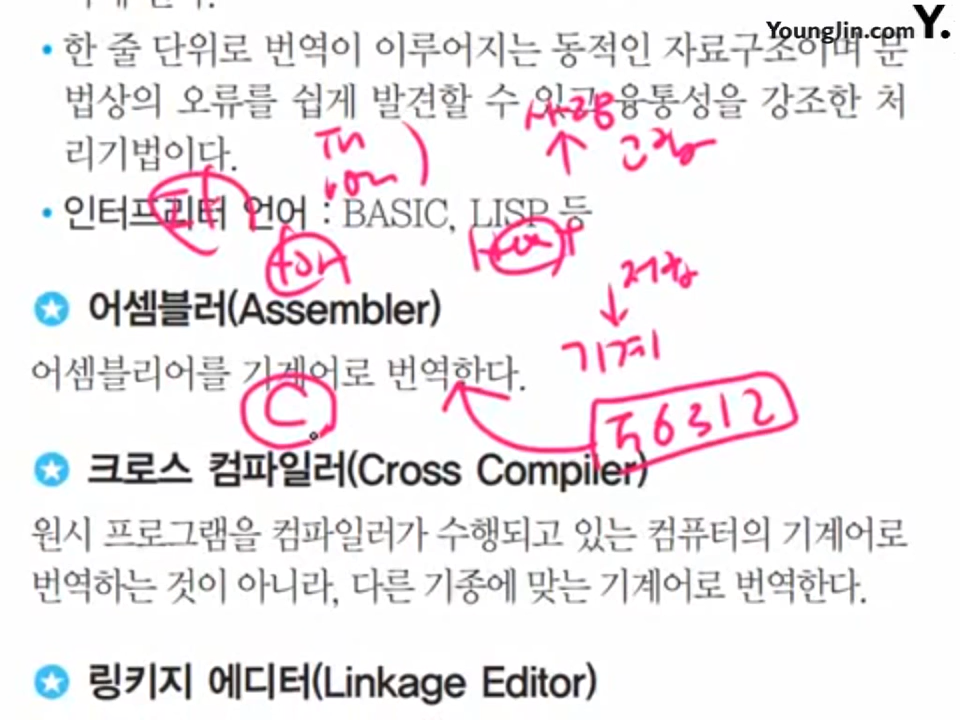 YoungJin.com Y.
• 한 줄 단위로 번역이 이루어지는 동적인 자료구조이며 문
법상의 오류를 쉽게 발견할 수 있고 융통성을 강조한 처
리기법이다.
• 인터프리터 언어 : BASIC, LISP 등
어셈블러(Assembler)
저항
기계
어셈블리어를 기계어로 번역한다.
C
56312
크로스 컴파일러(Cross Compiler)
원시 프로그램을 컴파일러가 수행되고 있는 컴퓨터의 기계어로
번역하는 것이 아니라, 다른 기종에 맞는 기계어로 번역한다.
링키지 에디터(Linkage Editor)